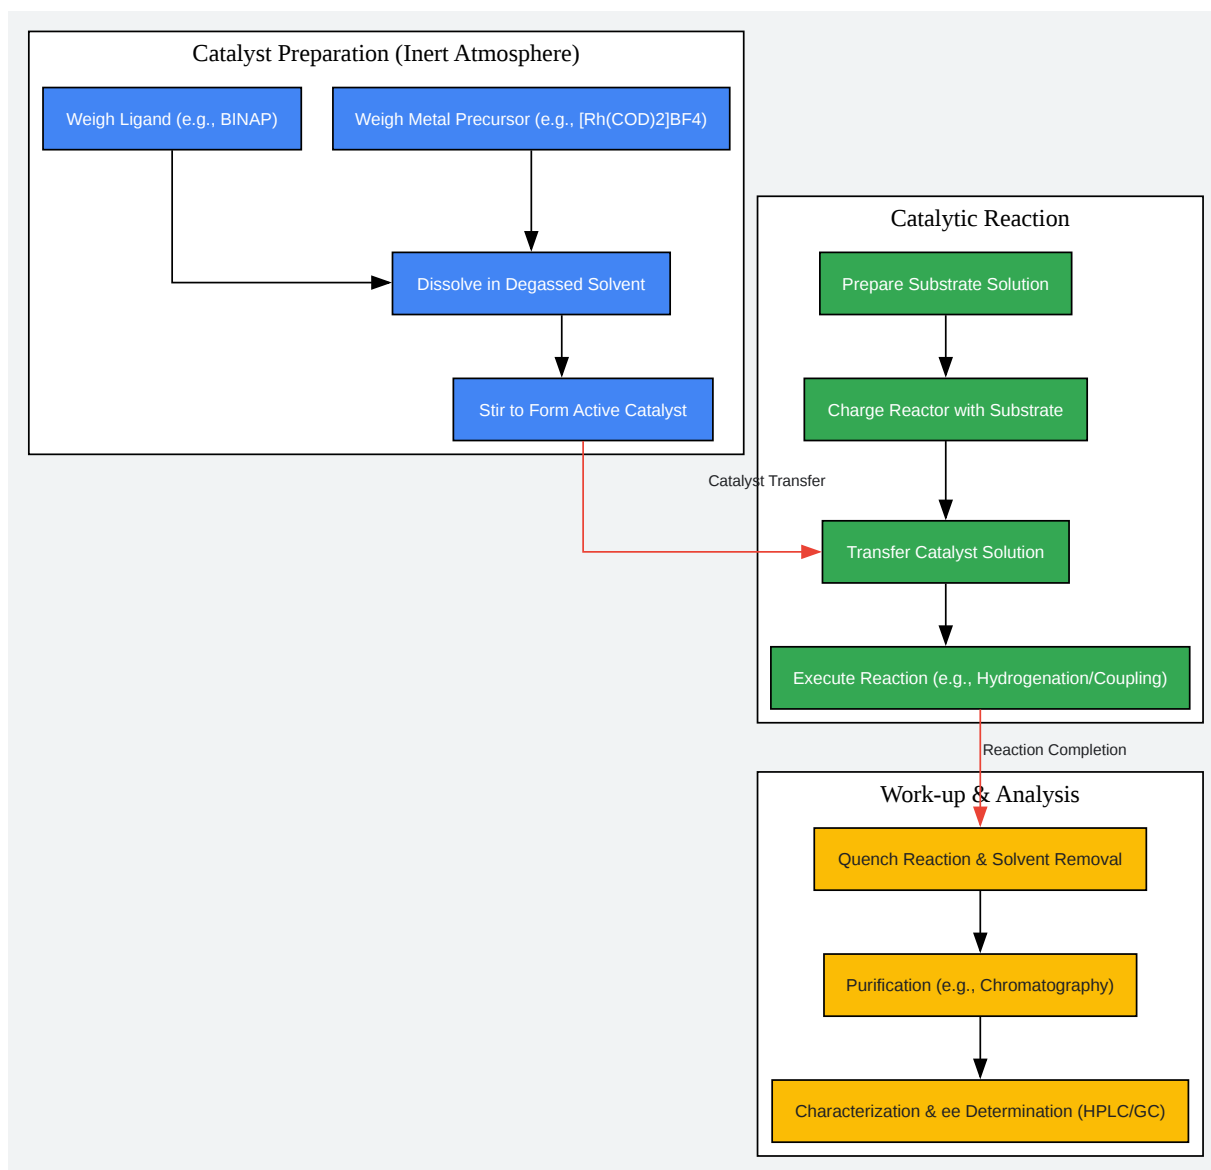 Catalyst Preparation (Inert Atmosphere)
Weigh Ligand (e.g., BINAP)
Weigh Metal Precursor (e.g., [Rh(COD)2]BF4)
Dissolve in Degassed Solvent
Stir to Form Active Catalyst
Catalyst Transfer
Catalytic Reaction
Prepare Substrate Solution
Charge Reactor with Substrate
Transfer Catalyst Solution
Execute Reaction (e.g., Hydrogenation/Coupling)
Reaction Completion
Work-up & Analysis
Quench Reaction & Solvent Removal
Purification (e.g., Chromatography)
Characterization & ee Determination (HPLC/GC)